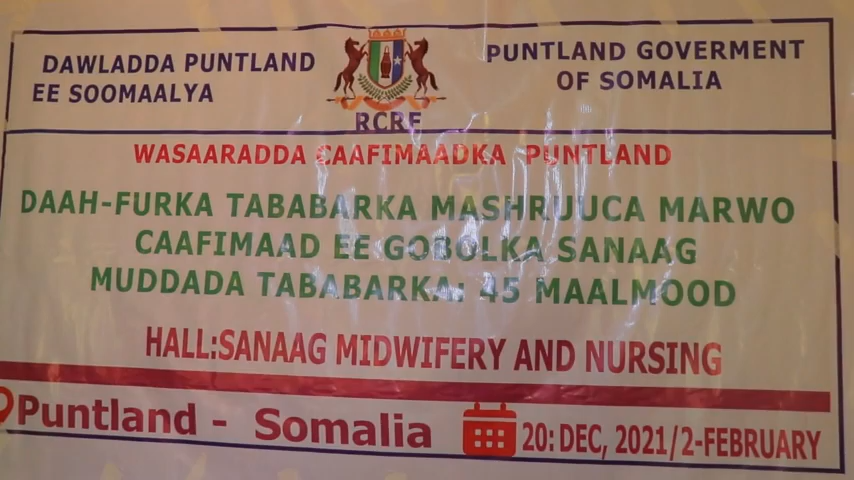 DAWLADDA PUNTLAND
EE SOOMAALYA
PUNTLAND GOVERMENT
OF SOMALIA
RCRF
WASAARADDA CAAFIMAADKA PUNTLAND
DAAH-FURKA TABABARKA MASHRUUCA MARWO
CAAFIMAAD EE GOBOLKA SANAAG
MUDDADA TABABARKA: 45 MAALMOOD
HALL:SANAAG MIDWIFERY AND NURSING
Puntland - Somalia
20: DEC, 2021/2-FEBRUARY